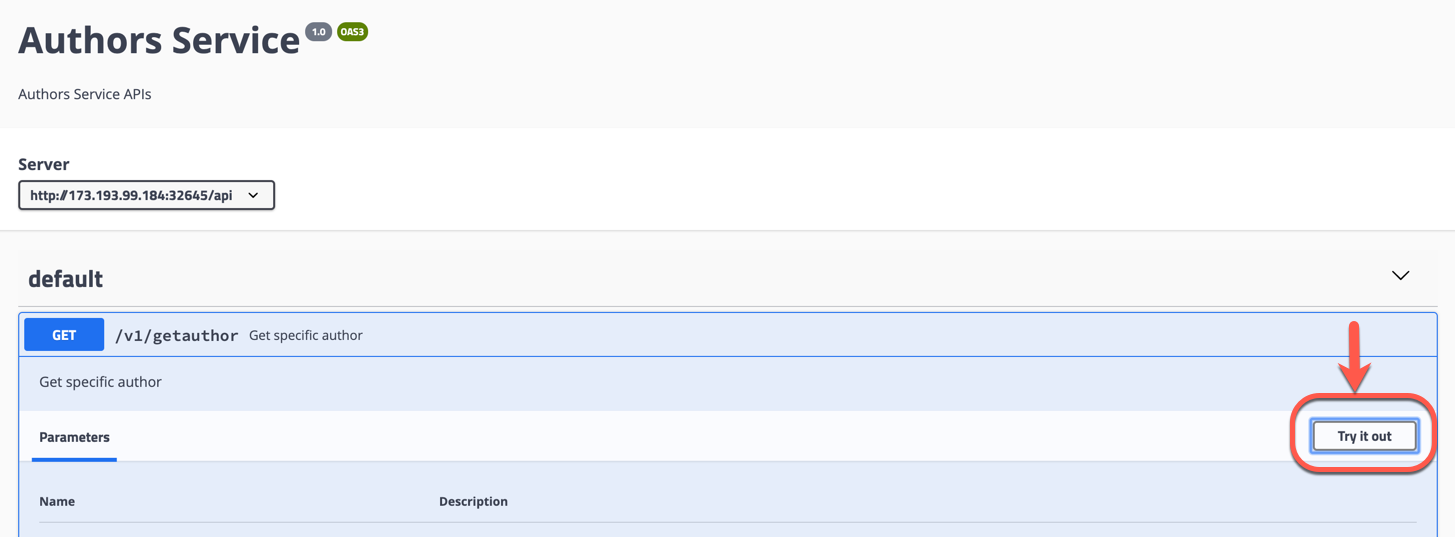 Authors Service 1.0 OAS3
Authors Service APIs
Server
http://173.193.99.184:32645/api
default
GET /v1/getauthor Get specific author
Get specific author
Parameters Try it out
Name Description